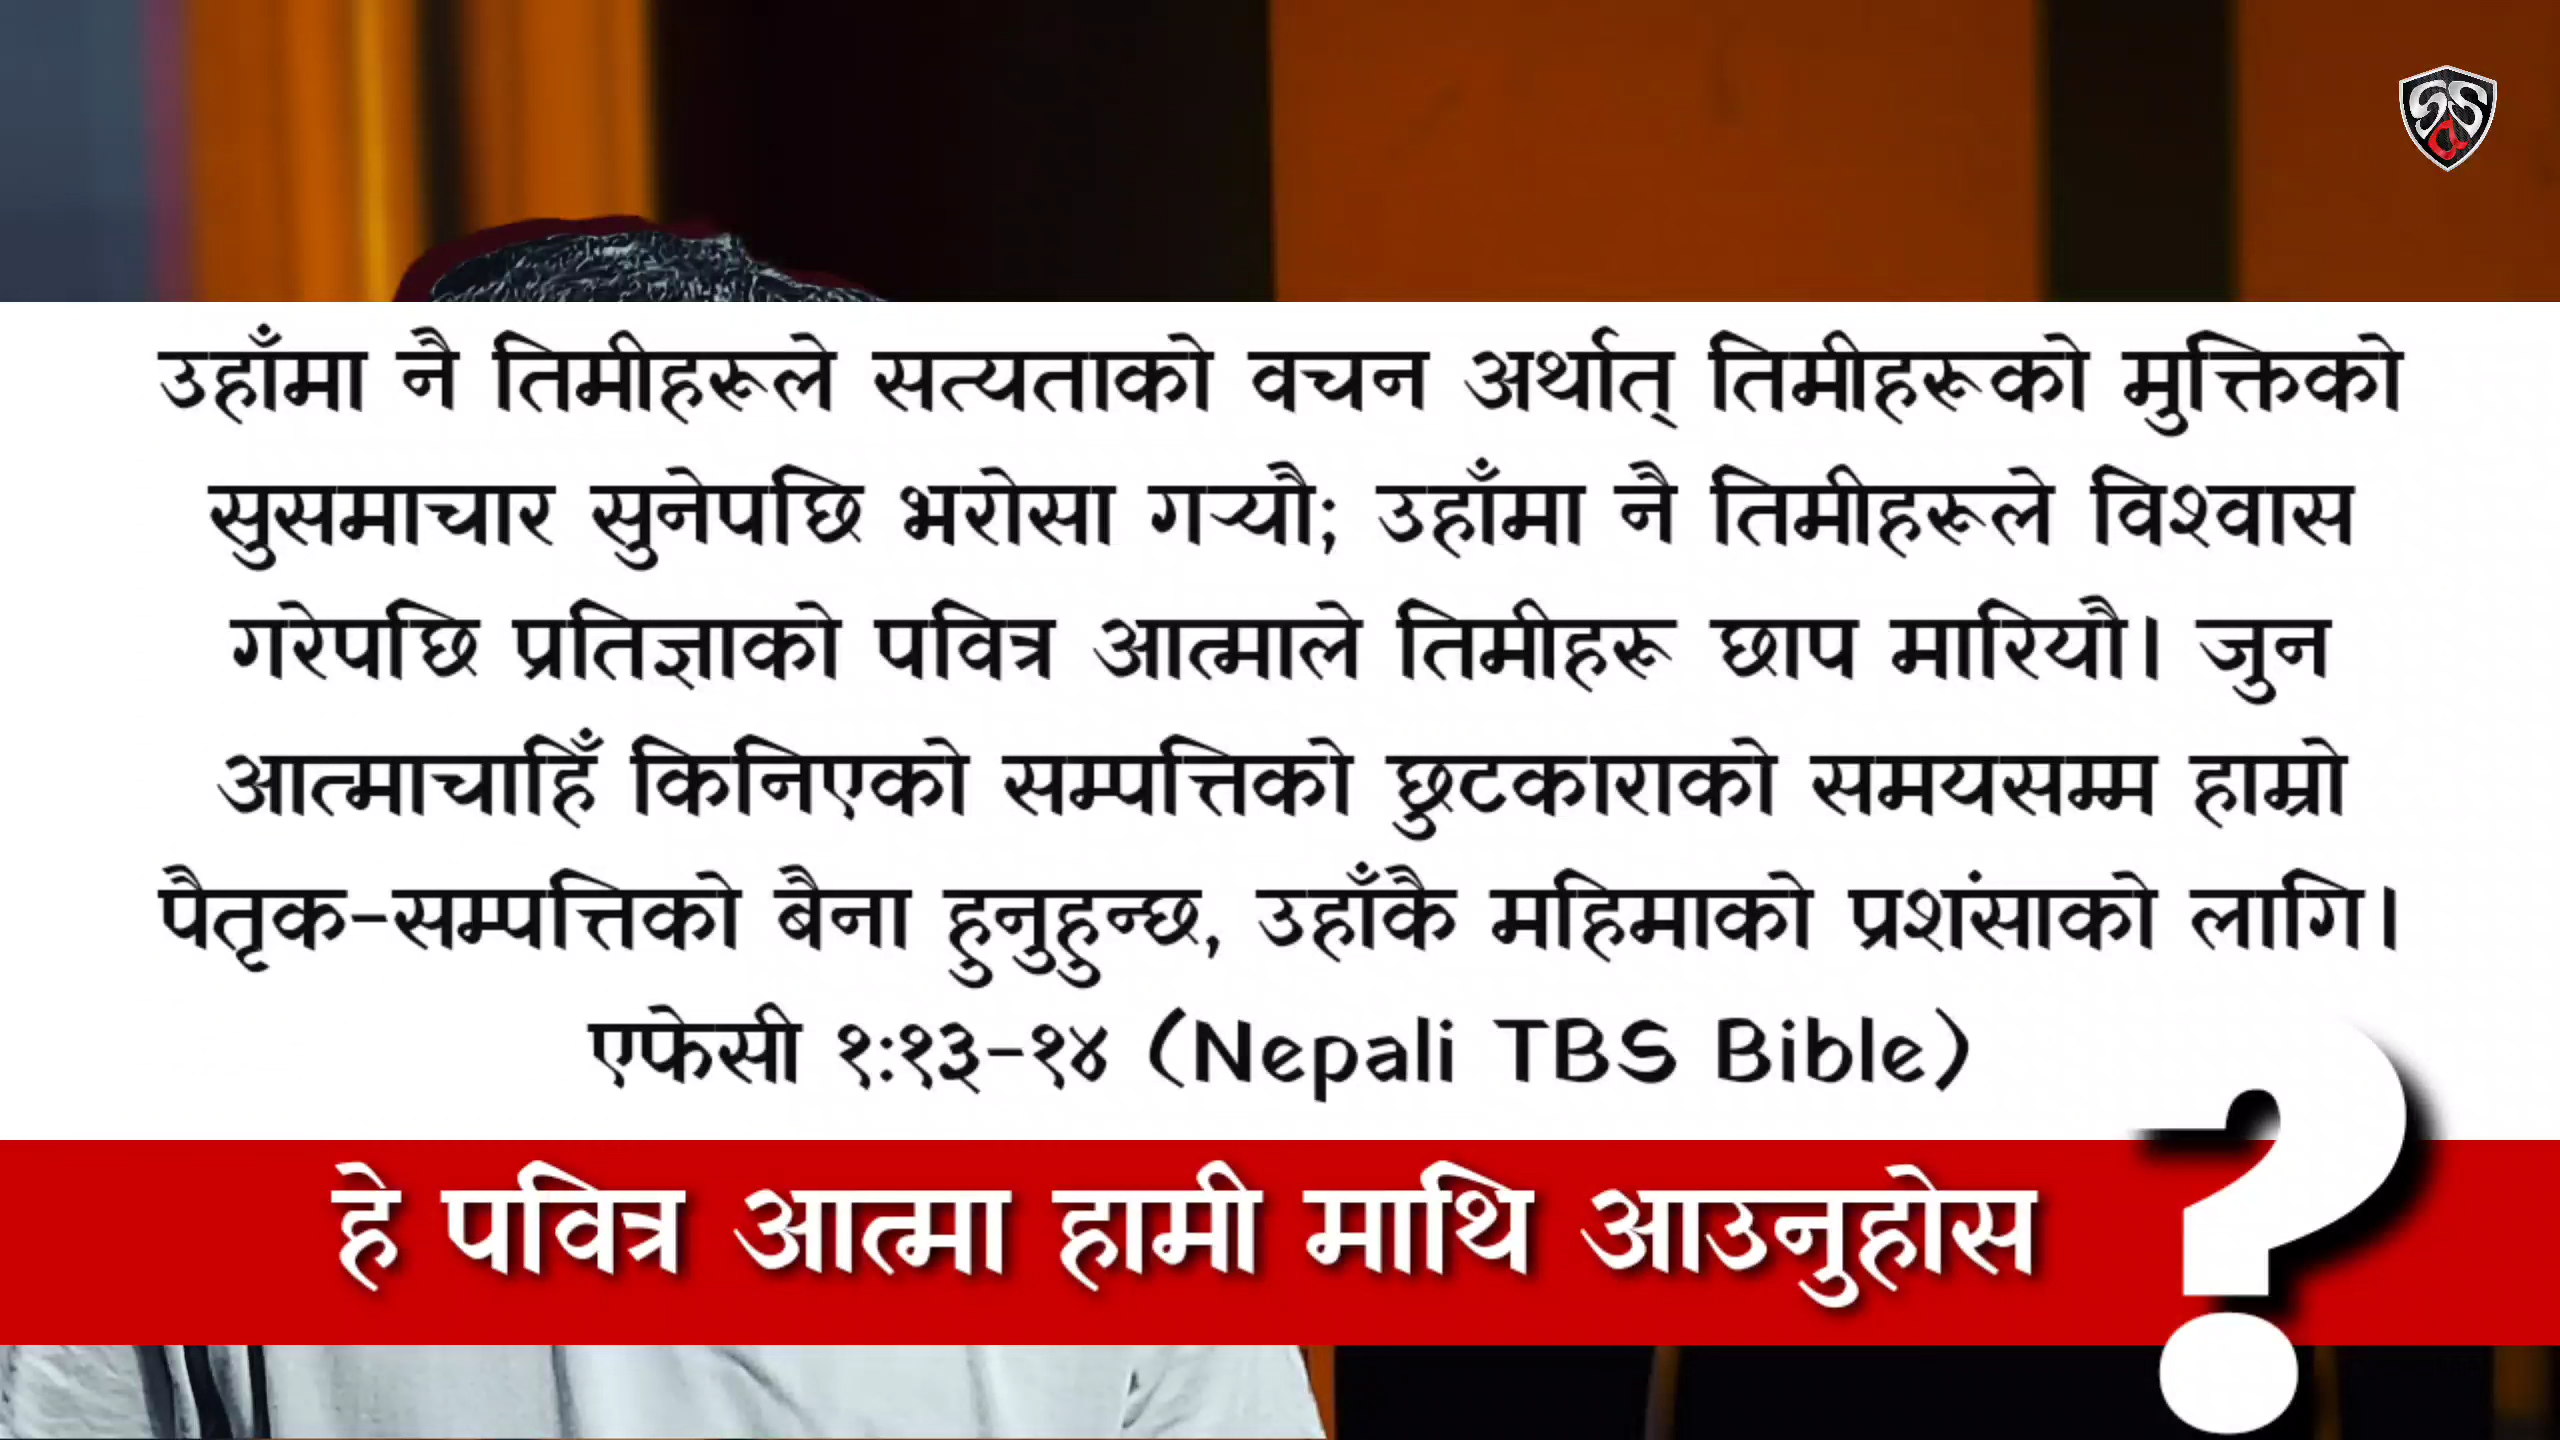 उहाँमा नै तिमीहरूले सत्यताको वचन अर्थात् तिमीहरूको मुक्तिको
सुसमाचार सुनेपछि भरोसा गर्‍यौ; उहाँमा नै तिमीहरूले विश्वास
गरेपछि प्रतिज्ञाको पवित्र आत्माले तिमीहरू छाप मारियौ। जुन
आत्माचाहिँ किनिएको सम्पत्तिको छुटकाराको समयसम्म हाम्रो
पैतृक-सम्पत्तिको बैना हुनुहुन्छ, उहाँकै महिमाको प्रशंसाको लागि।
एफेसी १:१३-१४ (Nepali TBS Bible)
हे पवित्र आत्मा हामी माथि आउनुहोस ?